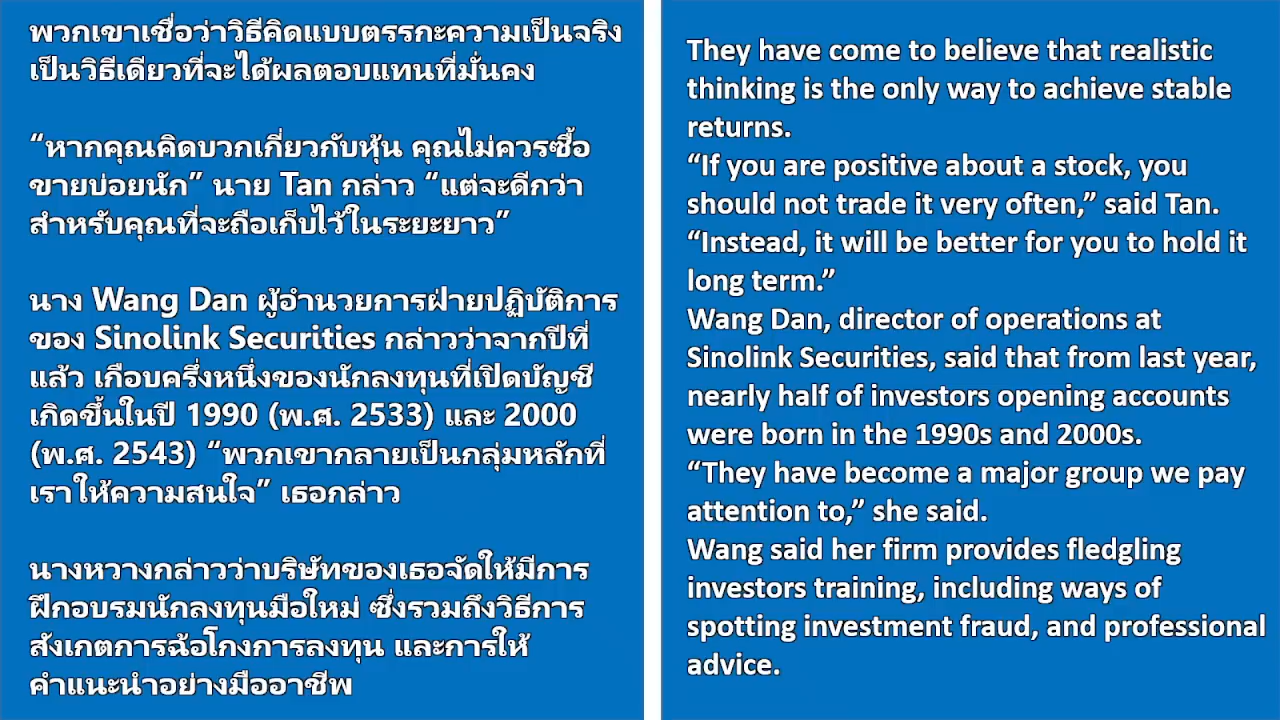 พวกเขาเชื่อว่าวิธีคิดแบบตรรกะความเป็นจริง
เป็นวิธีเดียวที่จะได้ผลตอบแทนที่มั่นคง
“หากคุณคิดบวกเกี่ยวกับหุ้น คุณไม่ควรซื้อ
ขายบ่อยนัก” นาย Tan กล่าว “แต่จะดีกว่า
สำหรับคุณที่จะถือเก็บไว้ในระยะยาว”
นาง Wang Dan ผู้อำนวยการฝ่ายปฏิบัติการ
ของ Sinolink Securities กล่าวว่าจากปีที่
แล้ว เกือบครึ่งหนึ่งของนักลงทุนที่เปิดบัญชี
เกิดขึ้นในปี 1990 (พ.ศ. 2533) และ 2000
(พ.ศ. 2543) “พวกเขากลายเป็นกลุ่มหลักที่
เราให้ความสนใจ” เธอกล่าว
นางหวางกล่าวว่าบริษัทของเธอจัดให้มีการ
ฝึกอบรมนักลงทุนมือใหม่ ซึ่งรวมถึงวิธีการ
สังเกตการฉ้อโกงการลงทุน และการให้
คำแนะนำอย่างมืออาชีพ
They have come to believe that realistic
thinking is the only way to achieve stable
returns.
“If you are positive about a stock, you
should not trade it very often,” said Tan.
“Instead, it will be better for you to hold it
long term.”
Wang Dan, director of operations at
Sinolink Securities, said that from last year,
nearly half of investors opening accounts
were born in the 1990s and 2000s.
“They have become a major group we pay
attention to,” she said.
Wang said her firm provides fledgling
investors training, including ways of
spotting investment fraud, and professional
advice.